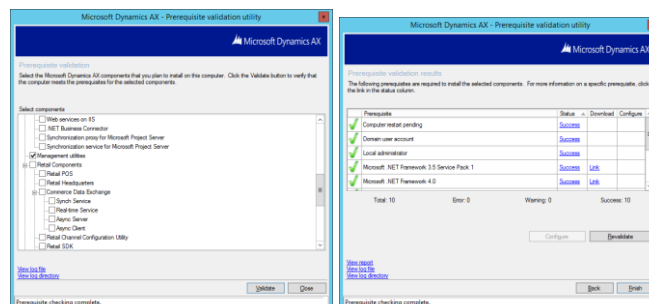 Microsoft Dynamics AX - Prerequisite validation utility
Microsoft Dynamics AX
Prerequisite validation
Select the Microsoft Dynamics AX components that you plan to install on this computer. Click the Validate button to verify that
the computer meets the prerequisites for the selected components.
Select components
Web services on IIS
.NET Business Connector
Synchronization proxy for Microsoft Project Server
Synchronization service for Microsoft Project Server
Management utilities
Retail Components
Retail POS
Retail Headquarters
Commerce Data Exchange
Synch Service
Real-time Service
Async Server
Async Client
Retail Channel Configuration Utility
Retail SDK
View log file
View log directory
Validate Close
Prerequisite checking complete.
Microsoft Dynamics AX - Prerequisite validation utility
Microsoft Dynamics AX
Prerequisite validation results
The following prerequisites are required to install the selected components. For more information on a specific prerequisite, click
the link in the status column.
Prerequisite Status Download Configure
Computer restart pending Success
Domain user account Success
Local administrator Success
Microsoft .NET Framework 3.5 Service Pack 1 Success Link
Microsoft .NET Framework 4.0 Success Link
Total: 10 Error: 0 Warning: 0 Success: 10
Configure Revalidate
View report
View log file
View log directory
Back Finish
Prerequisite checking complete.